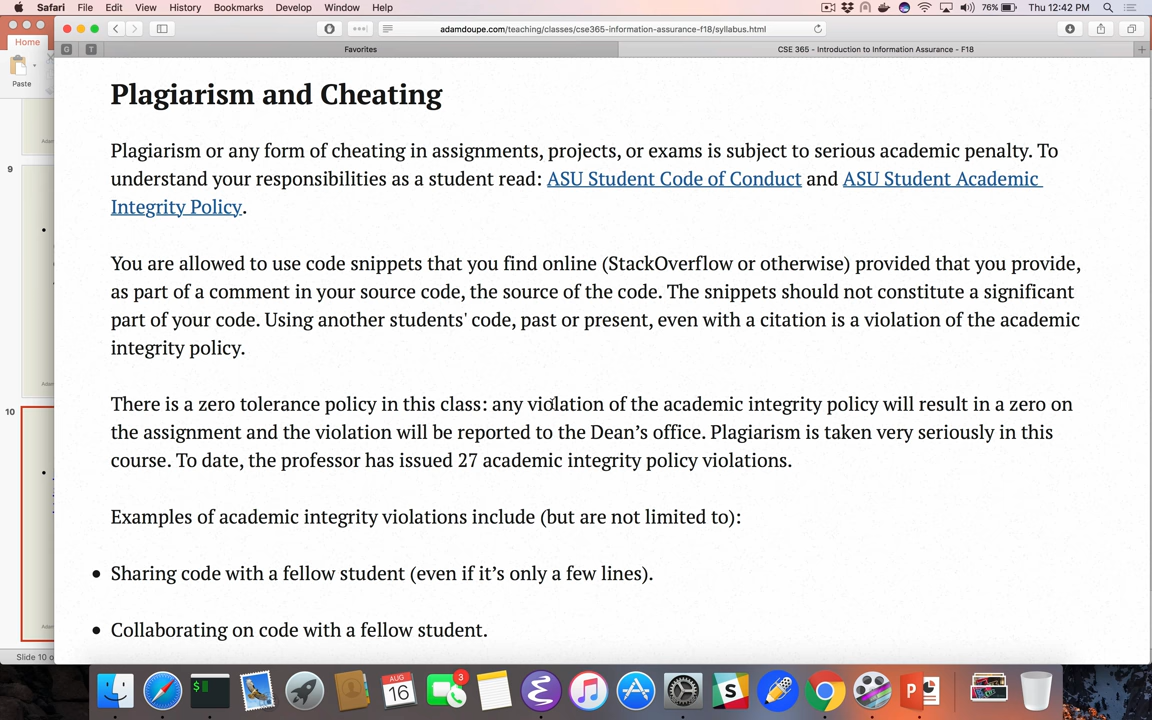 Safari File Edit View History Bookmarks Develop Window Help 76% Thu 12:42 PM
adamdoupe.com/teaching/classes/cse365-information-assurance-f18/syllabus.html
Home
G T Favorites CSE 365 - Introduction to Information Assurance - F18
Paste
Plagiarism and Cheating
Plagiarism or any form of cheating in assignments, projects, or exams is subject to serious academic penalty. To
understand your responsibilities as a student read: ASU Student Code of Conduct and ASU Student Academic
Integrity Policy.
You are allowed to use code snippets that you find online (StackOverflow or otherwise) provided that you provide,
as part of a comment in your source code, the source of the code. The snippets should not constitute a significant
part of your code. Using another students' code, past or present, even with a citation is a violation of the academic
integrity policy.
There is a zero tolerance policy in this class: any violation of the academic integrity policy will result in a zero on
the assignment and the violation will be reported to the Dean’s office. Plagiarism is taken very seriously in this
course. To date, the professor has issued 27 academic integrity policy violations.
Examples of academic integrity violations include (but are not limited to):
• Sharing code with a fellow student (even if it’s only a few lines).
• Collaborating on code with a fellow student.
9
10
Adam
Adam
Adam
Slide 10 o
$
AUG
16
3
S
P